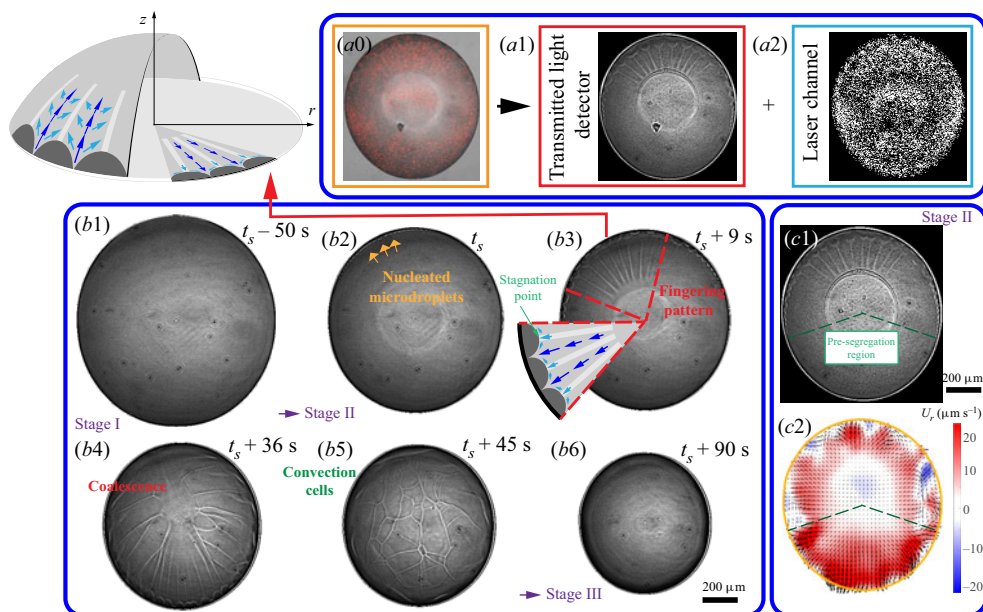 z
r
(a0)
(a1)
Transmitted light
detector
+
(a2)
Laser channel
(b1)
t_s – 50 s
Stage I
(b2)
t_s
Nucleated
microdroplets
Stage II
(b3)
t_s + 9 s
Stagnation
point
Fingering
pattern
(b4)
t_s + 36 s
Coalescence
(b5)
t_s + 45 s
Convection
cells
(b6)
t_s + 90 s
Stage III
200 μm
Stage II
(c1)
Pre-segregation
region
200 μm
(c2)
U_r (μm s⁻¹)
20
10
0
–10
–20